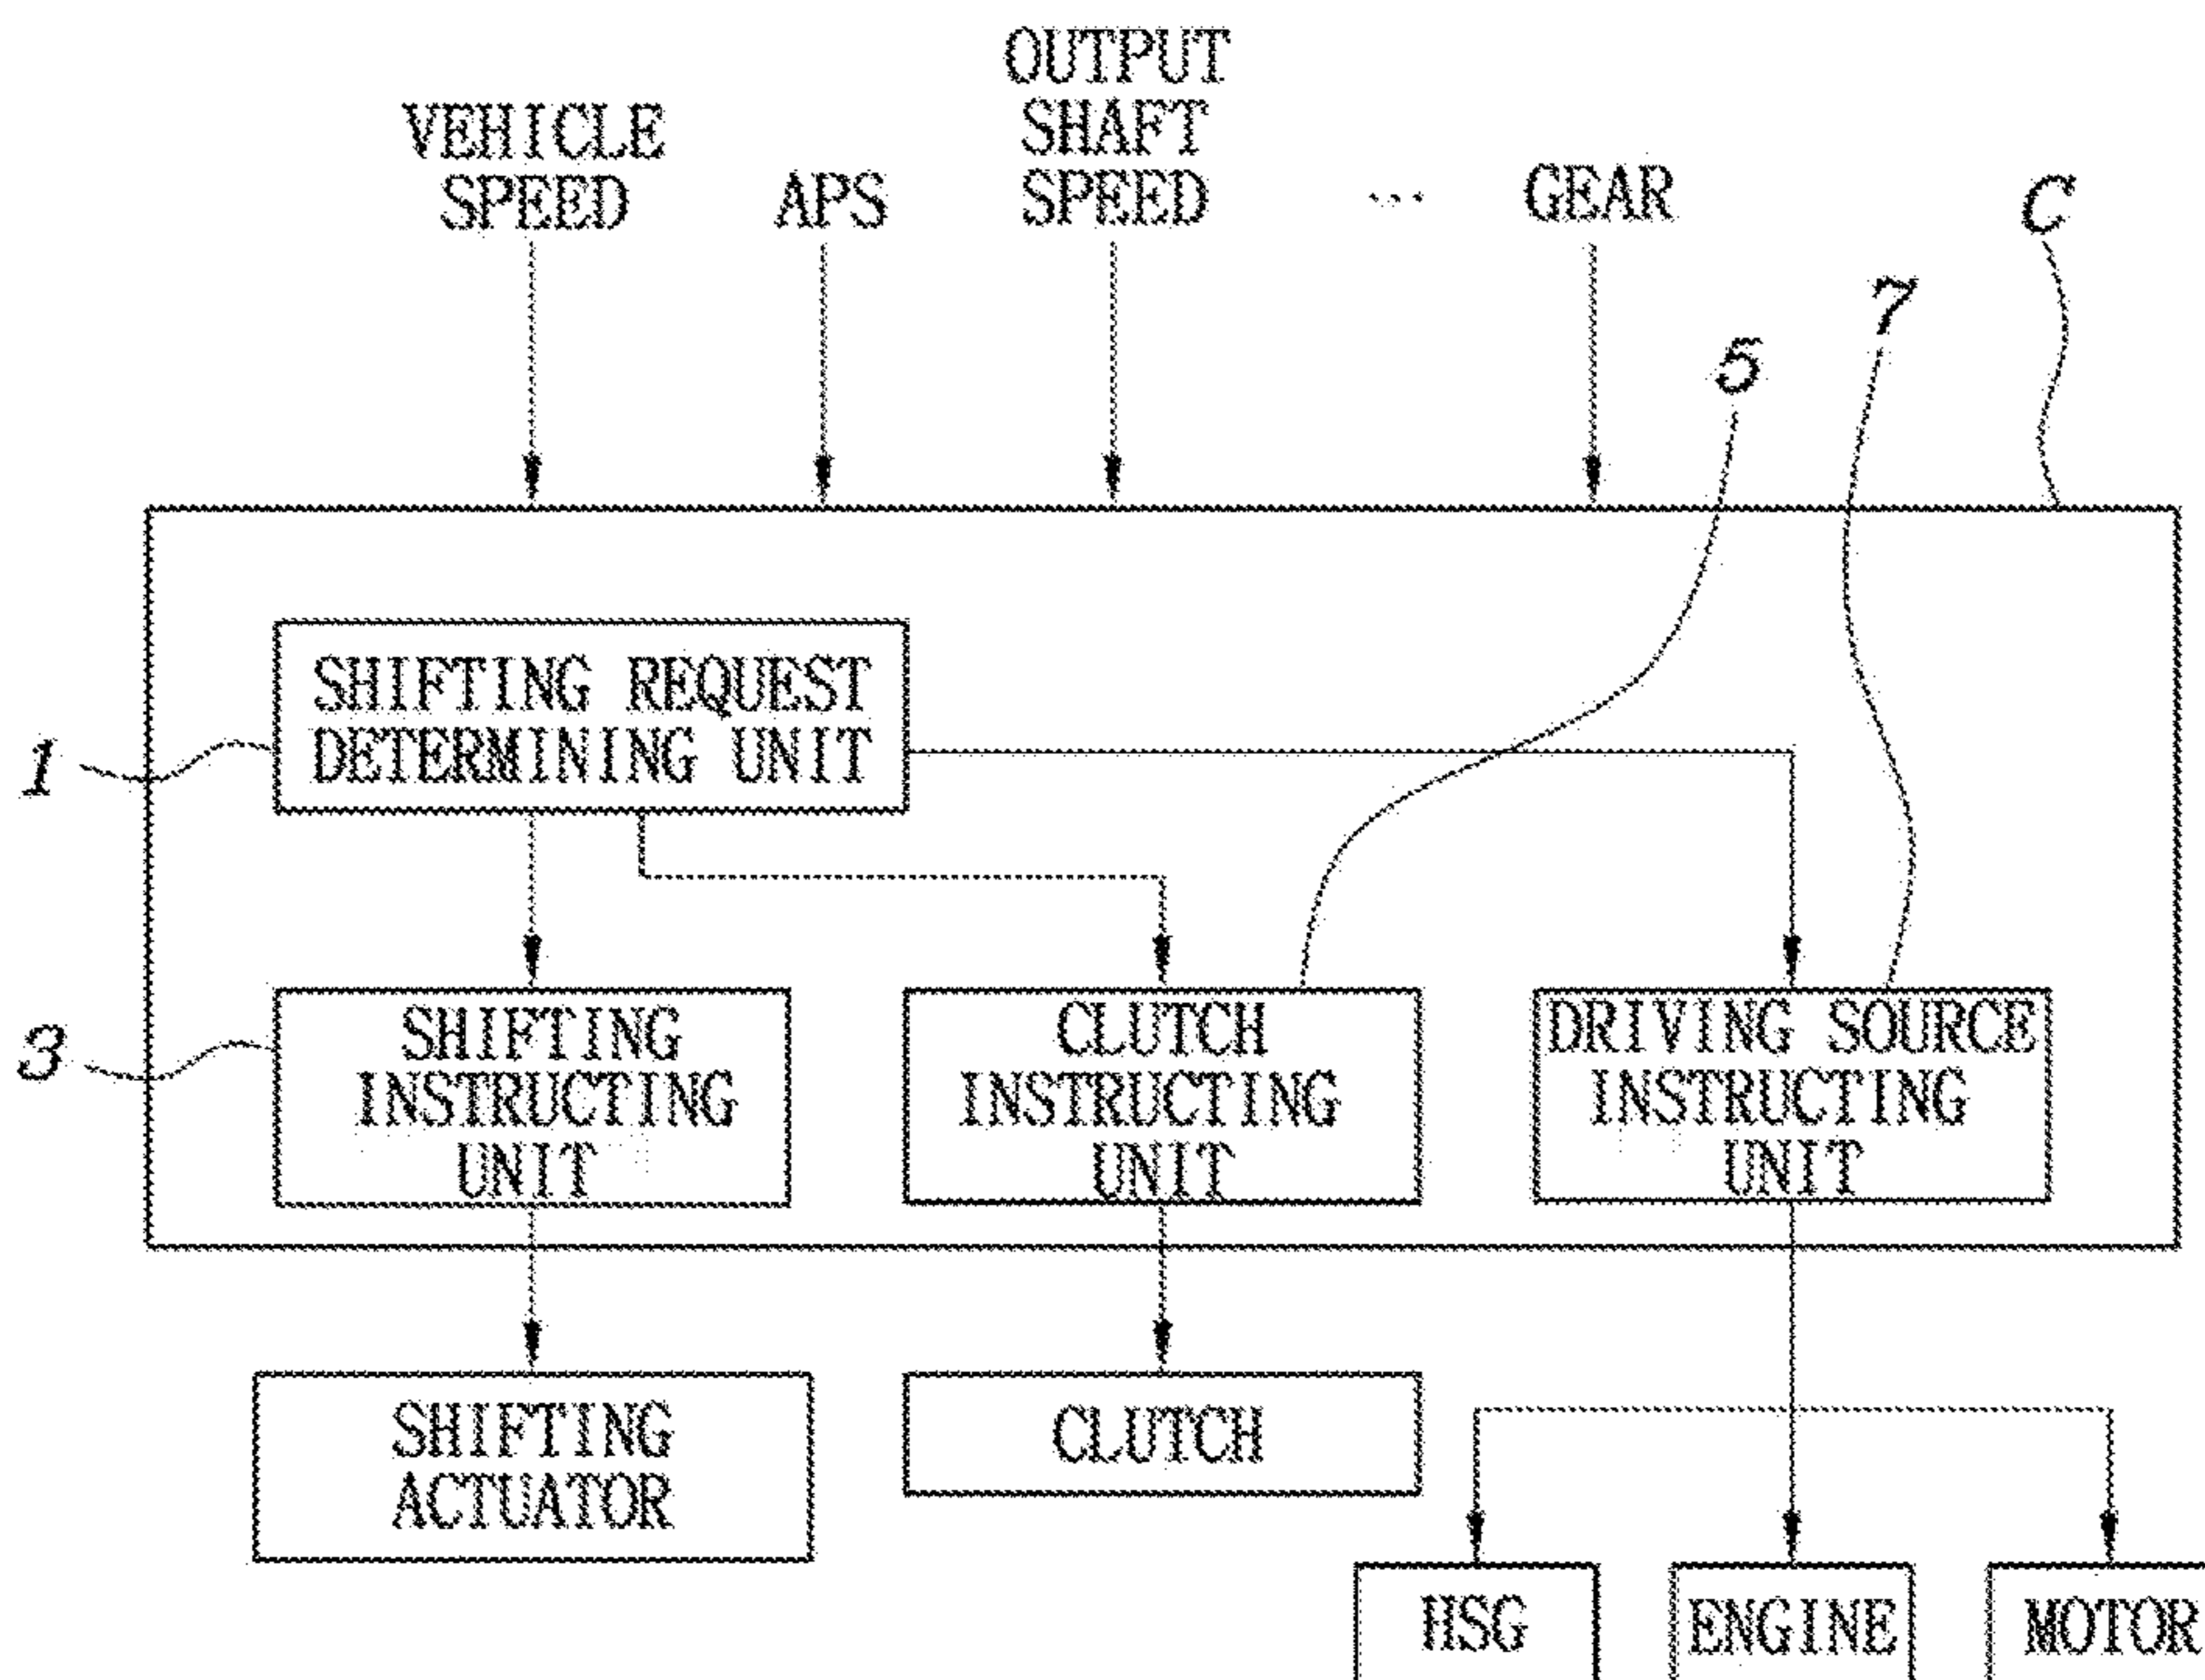 OUTPUT
SHAFT
SPEED
VEHICLE
SPEED
APS
...
GEAR
C
7
5
SHIFTING REQUEST
DETERMINING UNIT
1
SHIFTING
INSTRUCTING
UNIT
3
CLUTCH
INSTRUCTING
UNIT
DRIVING SOURCE
INSTRUCTING
UNIT
SHIFTING
ACTUATOR
CLUTCH
HSG
ENGINE
MOTOR